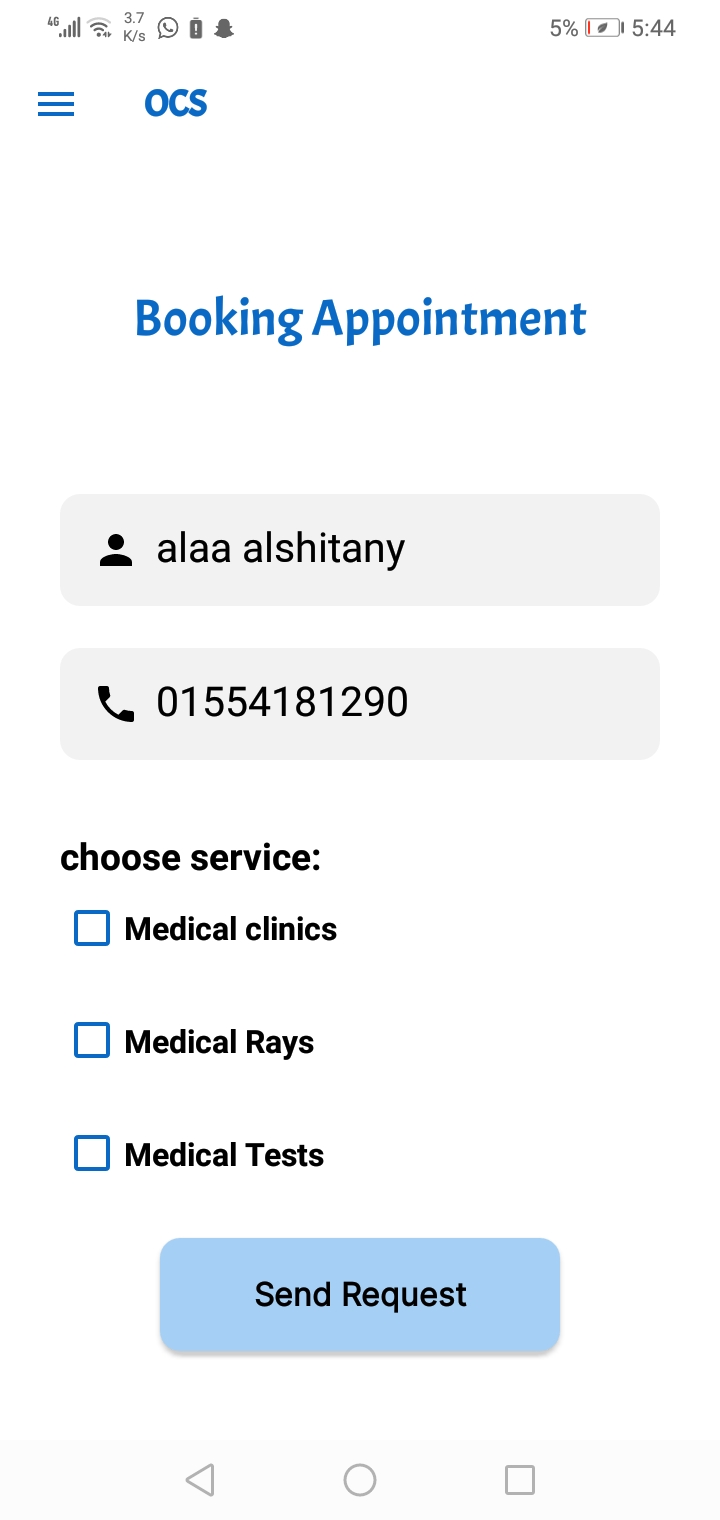 4G 3.7 K/s 5% 5:44
OCS
Booking Appointment
alaa alshitany
01554181290
choose service:
Medical clinics
Medical Rays
Medical Tests
Send Request